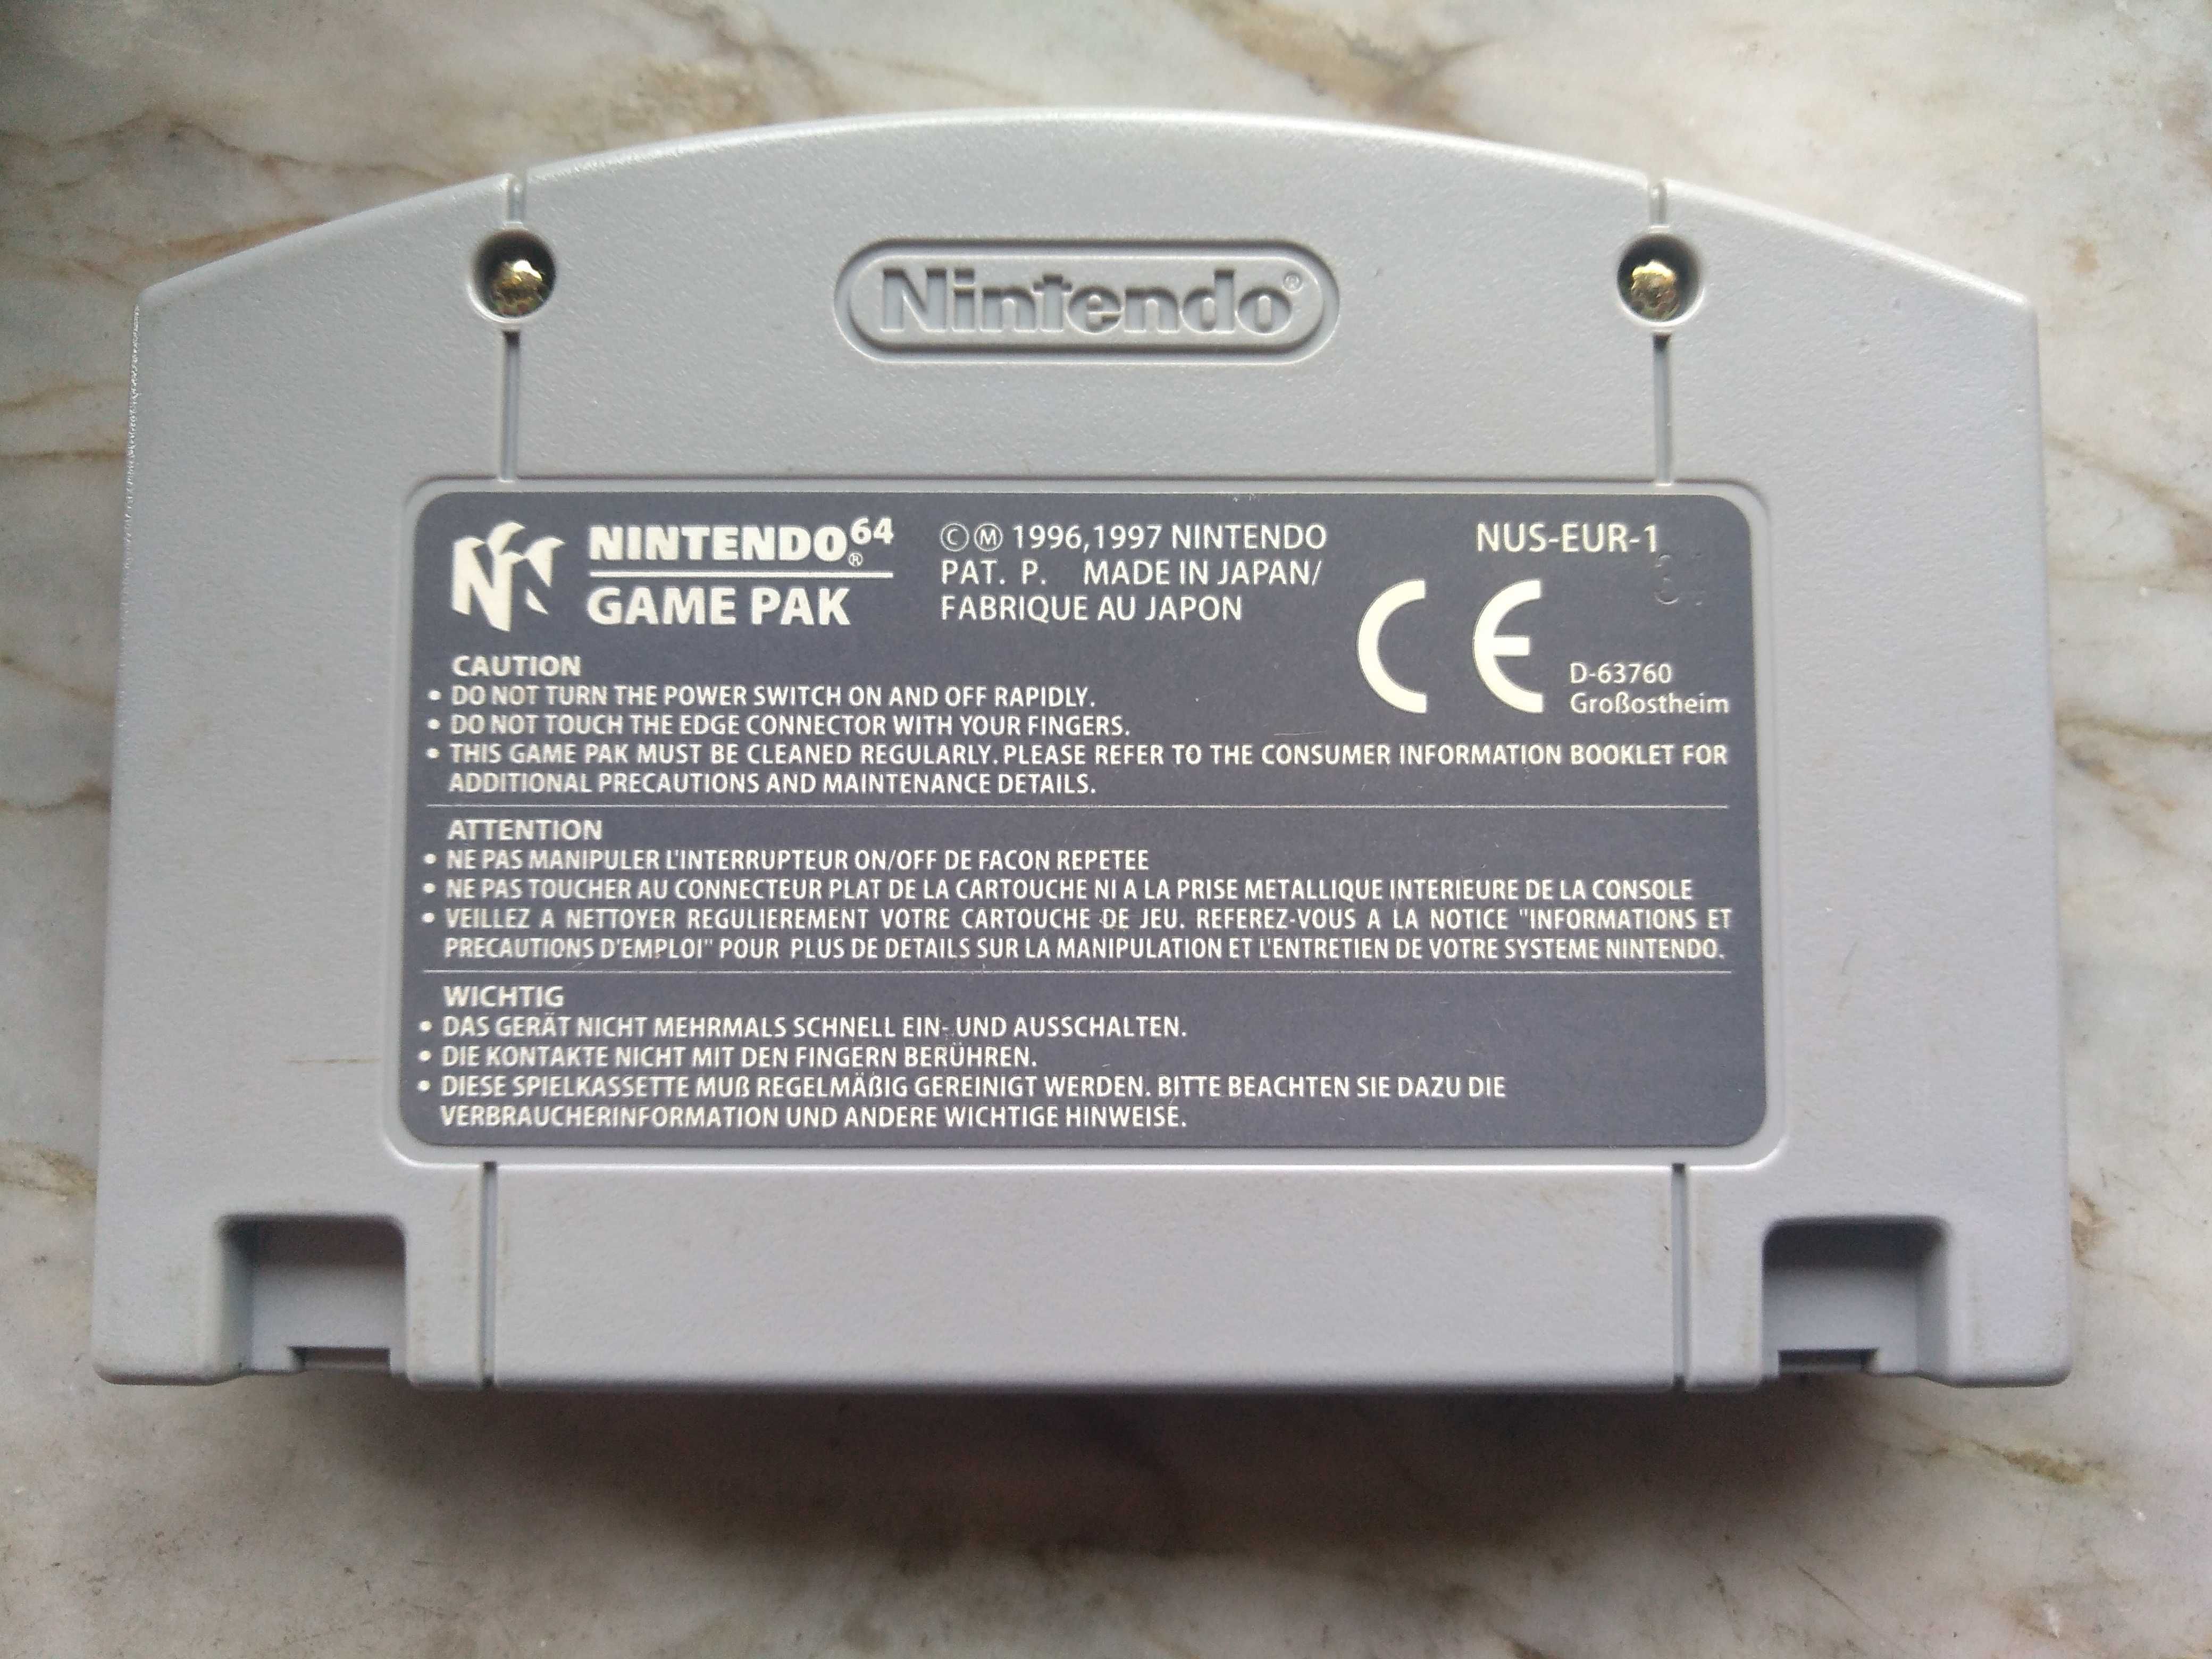 Nintendo®
NINTENDO64®
GAME PAK
©Ⓜ 1996,1997 NINTENDO
PAT. P. MADE IN JAPAN/
FABRIQUE AU JAPON
NUS-EUR-1
CE
D-63760
Großostheim
CAUTION
• DO NOT TURN THE POWER SWITCH ON AND OFF RAPIDLY.
• DO NOT TOUCH THE EDGE CONNECTOR WITH YOUR FINGERS.
• THIS GAME PAK MUST BE CLEANED REGULARLY. PLEASE REFER TO THE CONSUMER INFORMATION BOOKLET FOR
ADDITIONAL PRECAUTIONS AND MAINTENANCE DETAILS.
ATTENTION
• NE PAS MANIPULER L'INTERRUPTEUR ON/OFF DE FACON REPETEE
• NE PAS TOUCHER AU CONNECTEUR PLAT DE LA CARTOUCHE NI A LA PRISE METALLIQUE INTERIEURE DE LA CONSOLE
• VEILLEZ A NETTOYER REGULIEREMENT VOTRE CARTOUCHE DE JEU. REFEREZ-VOUS A LA NOTICE "INFORMATIONS ET
PRECAUTIONS D'EMPLOI" POUR PLUS DE DETAILS SUR LA MANIPULATION ET L'ENTRETIEN DE VOTRE SYSTEME NINTENDO.
WICHTIG
• DAS GERÄT NICHT MEHRMALS SCHNELL EIN- UND AUSSCHALTEN.
• DIE KONTAKTE NICHT MIT DEN FINGERN BERÜHREN.
• DIESE SPIELKASSETTE MUß REGELMÄßIG GEREINIGT WERDEN. BITTE BEACHTEN SIE DAZU DIE
VERBRAUCHERINFORMATION UND ANDERE WICHTIGE HINWEISE.